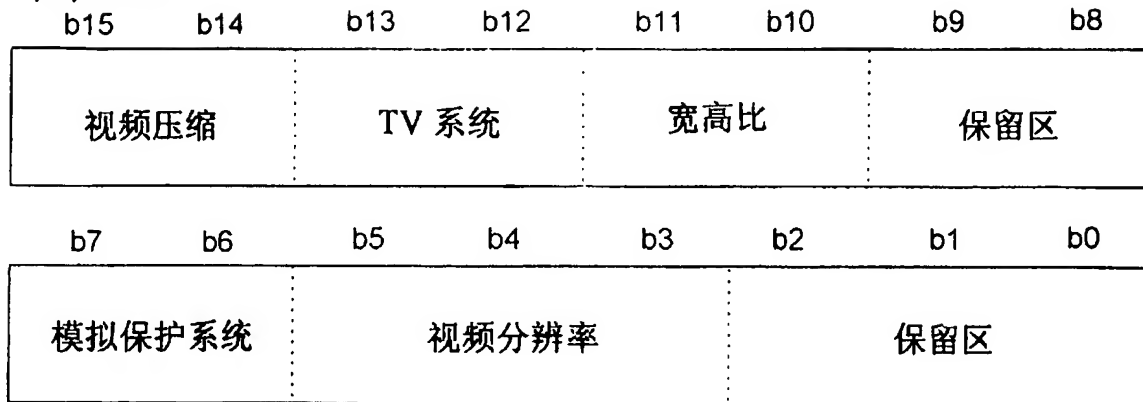 b15 b14 b13 b12 b11 b10 b9 b8
视频压缩 TV 系统 宽高比 保留区
b7 b6 b5 b4 b3 b2 b1 b0
模拟保护系统 视频分辨率 保留区